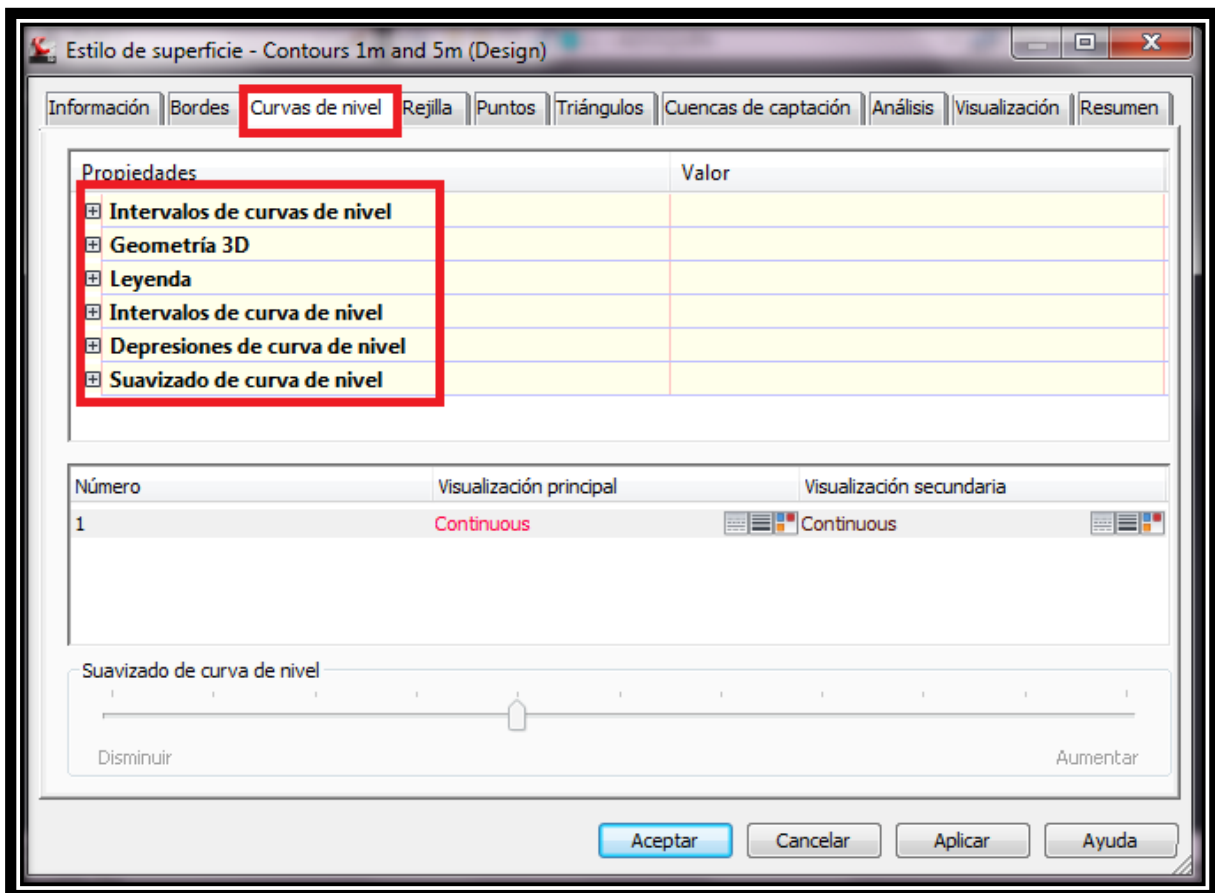 Estilo de superficie - Contours 1m and 5m (Design)
Información Bordes Curvas de nivel Rejilla Puntos Triángulos Cuencas de captación Análisis Visualización Resumen
Propiedades Valor
Intervalos de curvas de nivel
Geometría 3D
Leyenda
Intervalos de curva de nivel
Depresiones de curva de nivel
Suavizado de curva de nivel
Número Visualización principal Visualización secundaria
1 Continuous Continuous
Suavizado de curva de nivel
Disminuir Aumentar
Aceptar Cancelar Aplicar Ayuda